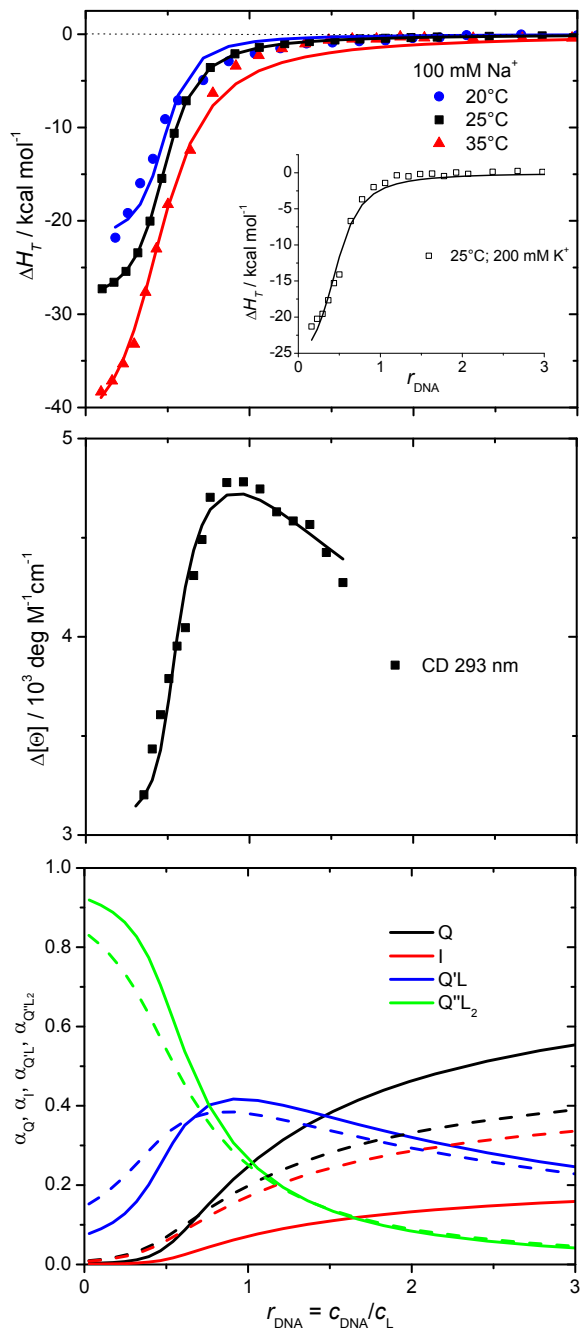 0
-10
-20
-30
-40
ΔH_T / kcal mol⁻¹
100 mM Na⁺
20°C
25°C
35°C
0
-5
-10
-15
-20
-25
ΔH_T / kcal mol⁻¹
25°C; 200 mM K⁺
0 1 2 3
r_DNA
5
4
3
Δ[Θ] / 10³ deg M⁻¹cm⁻¹
CD 293 nm
1.0
0.8
0.6
0.4
0.2
0.0
α_Q, α_I, α_Q'L, α_Q''L₂
Q
I
Q'L
Q''L₂
0 1 2 3
r_DNA = c_DNA/c_L